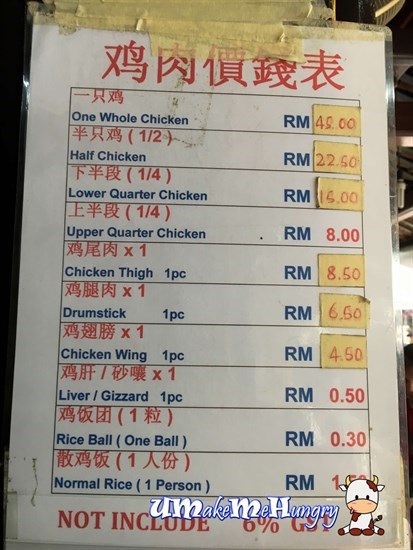 鸡肉價錢表
一只鸡
One Whole Chicken RM
半只鸡 ( 1/2 )
Half Chicken RM 22.50
下半段 ( 1/4 )
Lower Quarter Chicken RM 15.00
上半段 ( 1/4 )
Upper Quarter Chicken RM 8.00
鸡尾肉 x 1
Chicken Thigh 1pc RM 8.50
鸡腿肉 x 1
Drumstick 1pc RM 6.50
鸡翅膀 x 1
Chicken Wing 1pc RM 4.50
鸡肝 / 砂囔 x 1
Liver / Gizzard 1pc RM 0.50
鸡饭团 ( 1 粒 )
Rice Ball ( One Ball ) RM 0.30
散鸡饭 ( 1 人份 )
Normal Rice ( 1 Person ) RM
UMakeMeHungry
NOT INCLUDE 6%